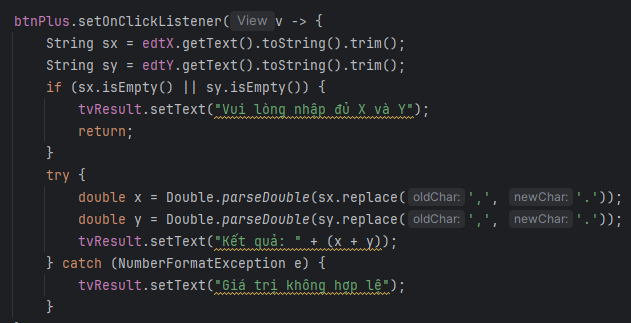 btnPlus.setOnClickListener( View v -> {
    String sx = edtX.getText().toString().trim();
    String sy = edtY.getText().toString().trim();
    if (sx.isEmpty() || sy.isEmpty()) {
        tvResult.setText("Vui lòng nhập đủ X và Y");
        return;
    }
    try {
        double x = Double.parseDouble(sx.replace( oldChar: ',', newChar: '.'));
        double y = Double.parseDouble(sy.replace( oldChar: ',', newChar: '.'));
        tvResult.setText("Kết quả: " + (x + y));
    } catch (NumberFormatException e) {
        tvResult.setText("Giá trị không hợp lệ");
    }